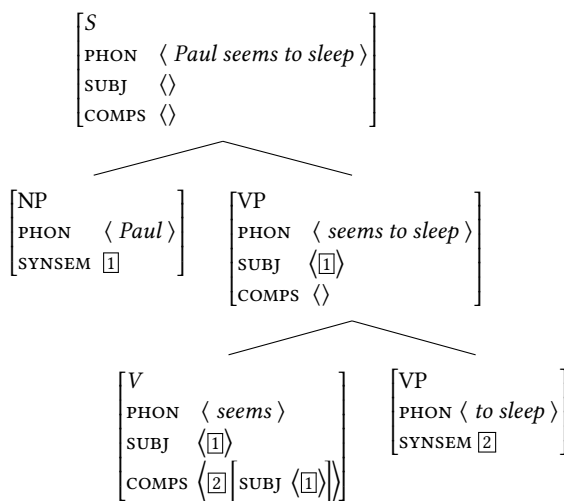 S
PHON ⟨ Paul seems to sleep ⟩
SUBJ ⟨⟩
COMPS ⟨⟩
NP
PHON ⟨ Paul ⟩
SYNSEM 1
VP
PHON ⟨ seems to sleep ⟩
SUBJ ⟨1⟩
COMPS ⟨⟩
V
PHON ⟨ seems ⟩
SUBJ ⟨1⟩
COMPS ⟨2[SUBJ ⟨1⟩]⟩
VP
PHON ⟨ to sleep ⟩
SYNSEM 2